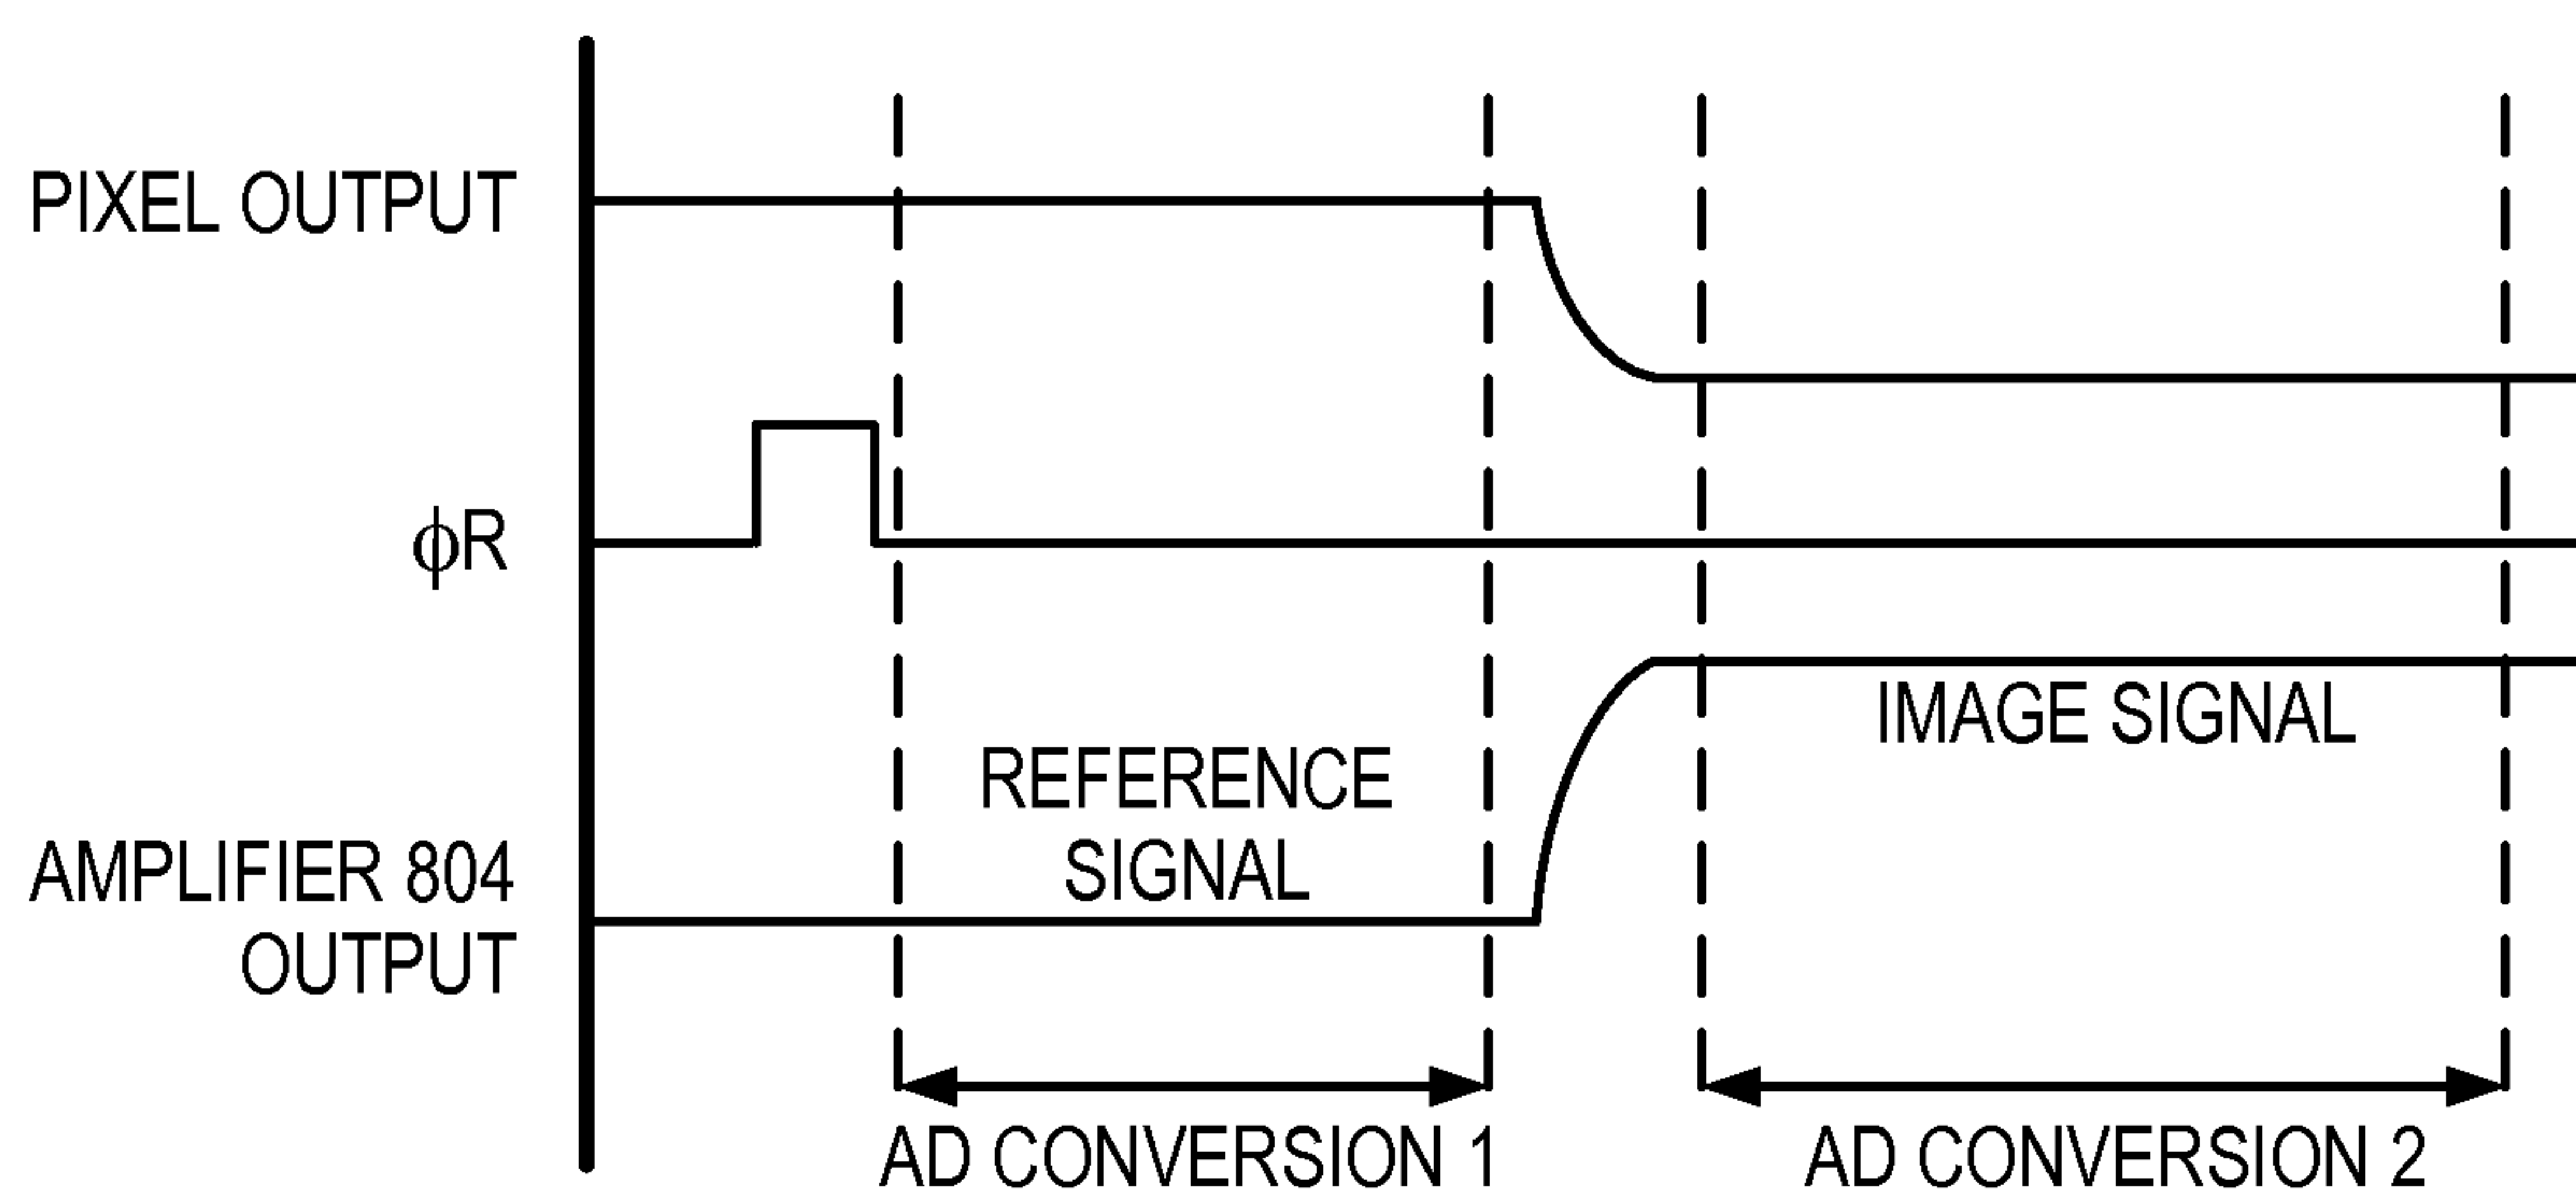 PIXEL OUTPUT
ϕR
AMPLIFIER 804
OUTPUT
REFERENCE
SIGNAL
IMAGE SIGNAL
AD CONVERSION 1
AD CONVERSION 2